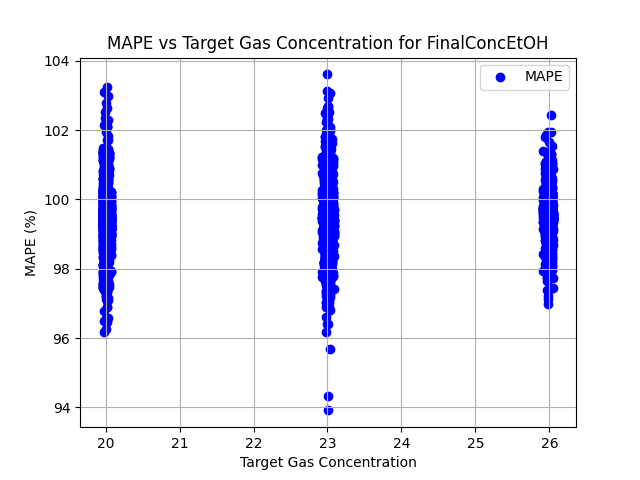 MAPE vs Target Gas Concentration for FinalConcEtOH
MAPE
104
102
100
98
96
94
MAPE (%)
20 21 22 23 24 25 26
Target Gas Concentration